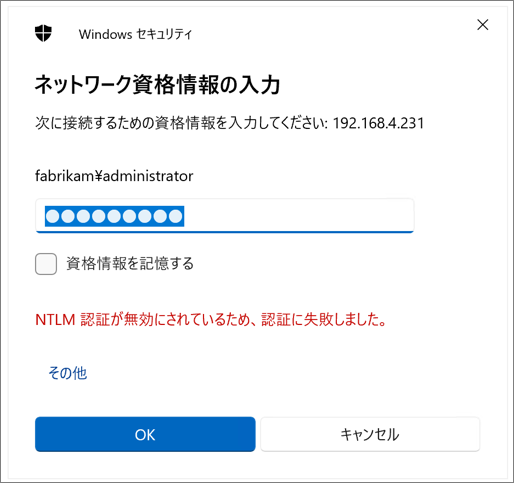 Windows セキュリティ
ネットワーク資格情報の入力
次に接続するための資格情報を入力してください: 192.168.4.231
fabrikam¥administrator
資格情報を記憶する
NTLM 認証が無効にされているため、認証に失敗しました。
その他
OK
キャンセル